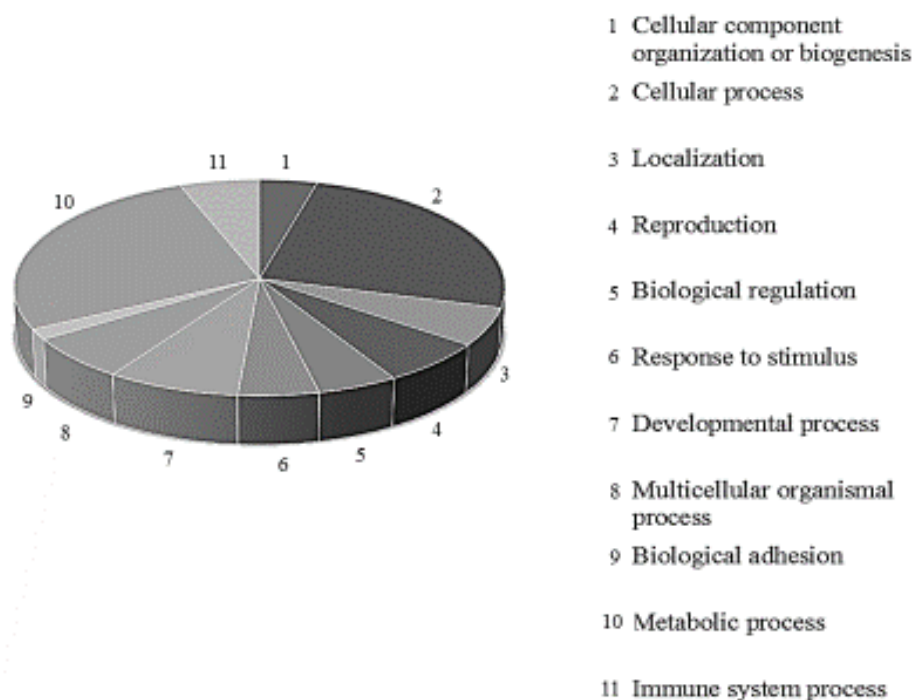 1 Cellular component
organization or biogenesis
2 Cellular process
3 Localization
4 Reproduction
5 Biological regulation
6 Response to stimulus
7 Developmental process
8 Multicellular organismal
process
9 Biological adhesion
10 Metabolic process
11 Immune system process
11 1
10 2
3
9
8 4
7 6 5